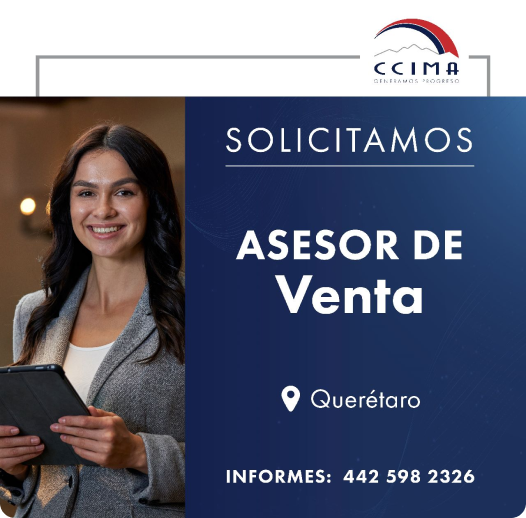 CCIMA
GENERAMOS PROGRESO
SOLICITAMOS
ASESOR DE
Venta
Querétaro
INFORMES: 442 598 2326